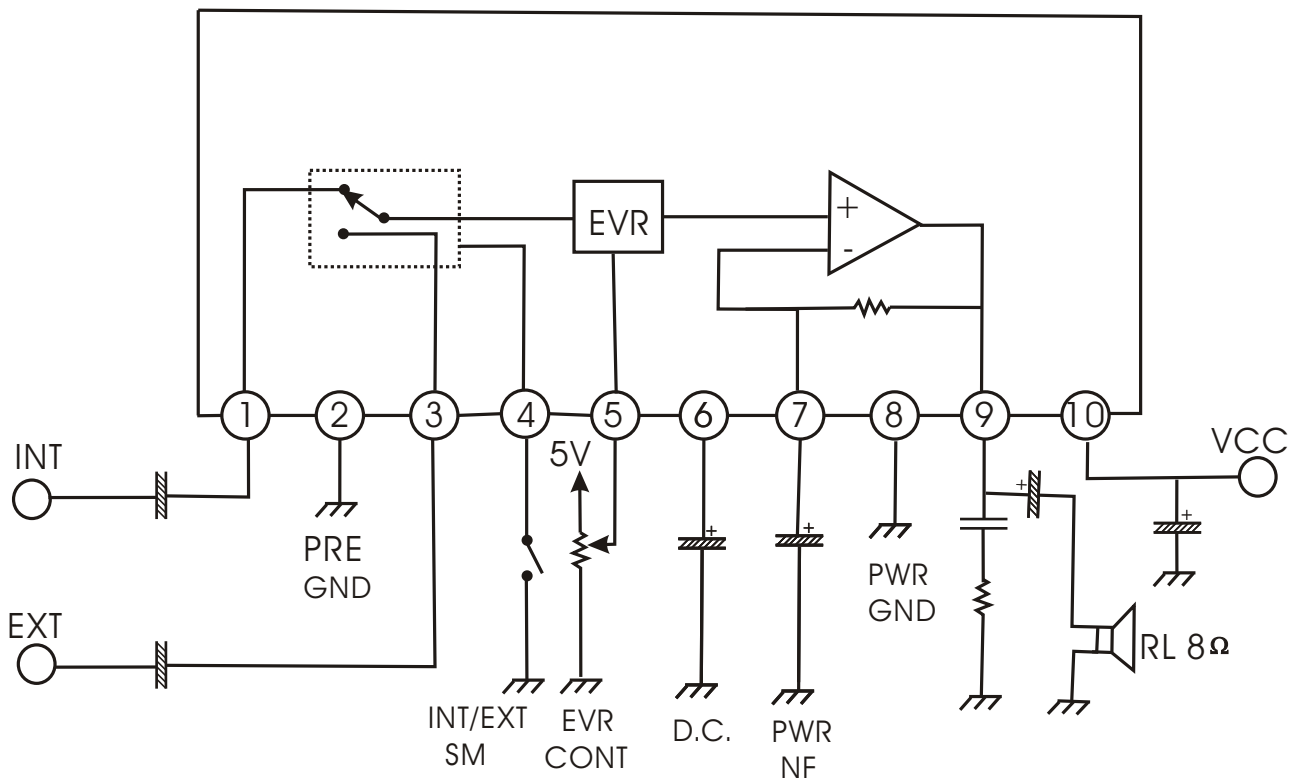 EVR
+
-
1 2 3 4 5 6 7 8 9 10
INT
5V
VCC
+
+
+
+
PRE
GND
PWR
GND
EXT
RL 8Ω
INT/EXT
SM
EVR
CONT
D.C.
PWR
NF